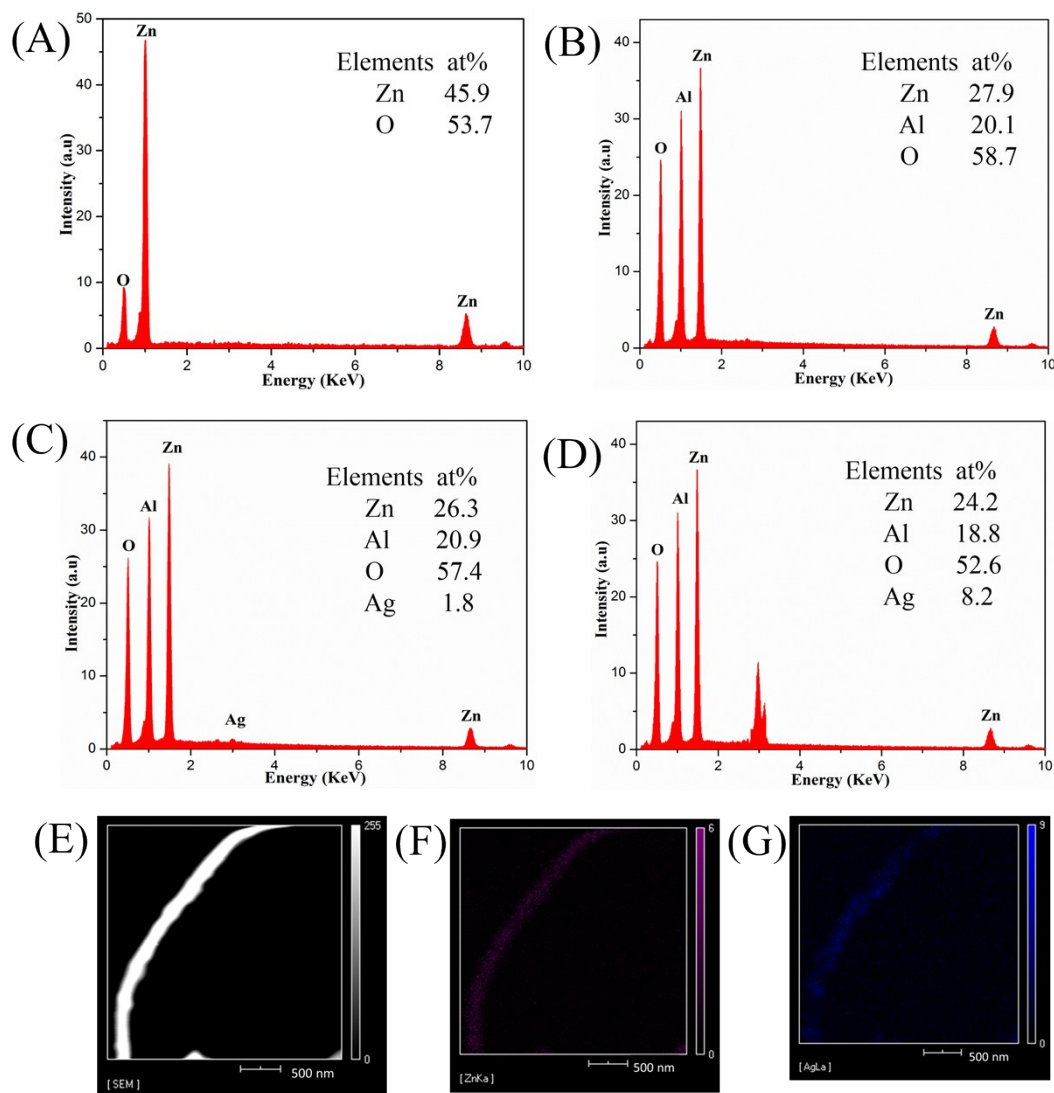 (A)
50
40
30
20
10
0
Intensity (a.u)
Zn
O
Zn
Elements at%
Zn 45.9
O 53.7
0 2 4 6 8 10
Energy (KeV)
(B)
40
30
20
10
0
Intensity (a.u)
O
Al
Zn
Zn
Elements at%
Zn 27.9
Al 20.1
O 58.7
0 2 4 6 8 10
Energy (KeV)
(C)
40
30
20
10
0
Intensity (a.u)
O
Al
Zn
Ag
Zn
Elements at%
Zn 26.3
Al 20.9
O 57.4
Ag 1.8
0 2 4 6 8 10
Energy (KeV)
(D)
40
30
20
10
0
Intensity (a.u)
O
Al
Zn
Zn
Elements at%
Zn 24.2
Al 18.8
O 52.6
Ag 8.2
0 2 4 6 8 10
Energy (KeV)
(E)
255
0
[ SEM ]
500 nm
(F)
6
0
[ ZnKa ]
500 nm
(G)
9
0
[ AgLa ]
500 nm